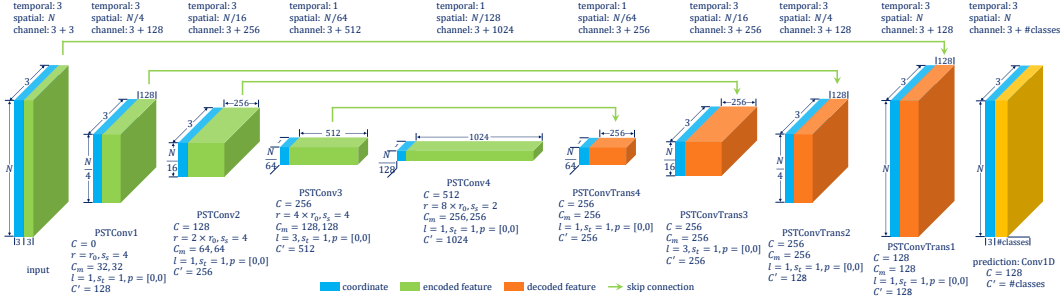 temporal: 3
spatial: N
channel: 3 + 3
temporal: 3
spatial: N/4
channel: 3 + 128
temporal: 3
spatial: N/16
channel: 3 + 256
temporal: 1
spatial: N/64
channel: 3 + 512
temporal: 1
spatial: N/128
channel: 3 + 1024
temporal: 1
spatial: N/64
channel: 3 + 256
temporal: 3
spatial: N/16
channel: 3 + 256
temporal: 3
spatial: N/4
channel: 3 + 128
temporal: 3
spatial: N
channel: 3 + 128
temporal: 3
spatial: N
channel: 3 + #classes
3
N
3 3
input
3
128
N/4
PSTConv1
C = 0
r = r₀, sₛ = 4
Cₘ = 32,32
l = 1, sₜ = 1, p = [0,0]
C′ = 128
3
256
N/16
PSTConv2
C = 128
r = 2 × r₀, sₛ = 4
Cₘ = 64,64
l = 1, sₜ = 1, p = [0,0]
C′ = 256
512
N/64
PSTConv3
C = 256
r = 4 × r₀, sₛ = 4
Cₘ = 128,128
l = 3, sₜ = 1, p = [0,0]
C′ = 512
1024
N/128
PSTConv4
C = 512
r = 8 × r₀, sₛ = 2
Cₘ = 256,256
l = 1, sₜ = 1, p = [0,0]
C′ = 1024
256
N/64
PSTConvTrans4
C = 256
Cₘ = 256
l = 1, sₜ = 1, p = [0,0]
C′ = 256
3
256
N/16
PSTConvTrans3
C = 256
Cₘ = 256
l = 3, sₜ = 1, p = [0,0]
C′ = 256
3
128
N/4
PSTConvTrans2
C = 256
Cₘ = 256
l = 1, sₜ = 1, p = [0,0]
C′ = 128
3
128
N
PSTConvTrans1
C = 128
Cₘ = 128
l = 1, sₜ = 1, p = [0,0]
C′ = 128
3
N
3 #classes
prediction: Conv1D
C = 128
C′ = #classes
coordinate
encoded feature
decoded feature
skip connection